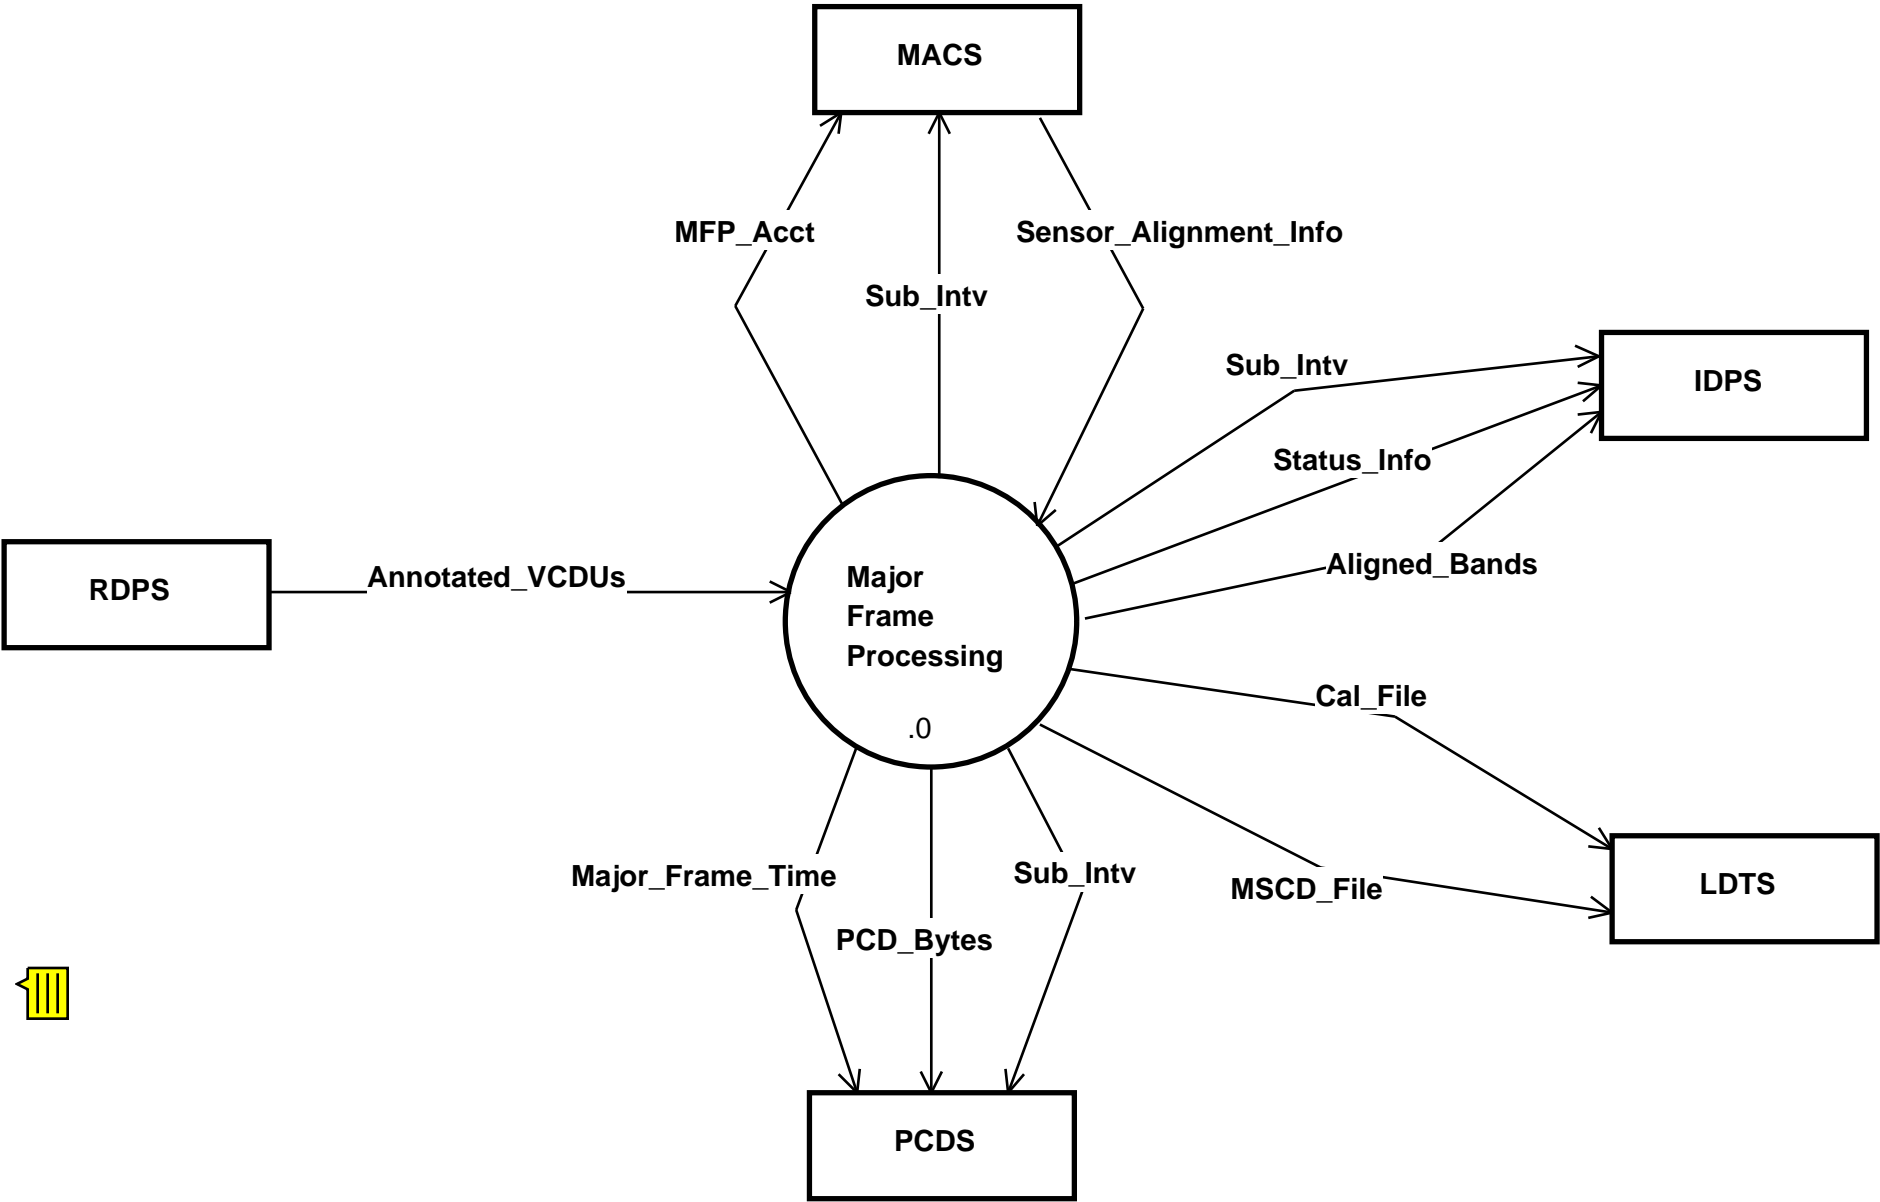 MACS
MFP_Acct
Sensor_Alignment_Info
Sub_Intv
Sub_Intv
IDPS
Status_Info
Aligned_Bands
RDPS
Annotated_VCDUs
Major
Frame
Processing
.0
Cal_File
Major_Frame_Time
Sub_Intv
MSCD_File
LDTS
PCD_Bytes
PCDS